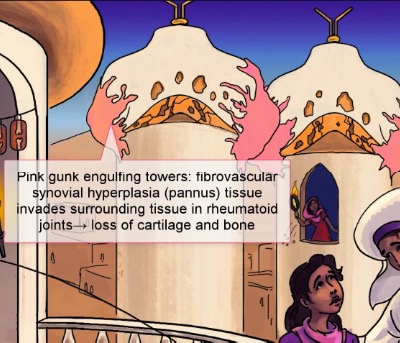 Pink gunk engulfing towers: fibrovascular
synovial hyperplasia (pannus) tissue
invades surrounding tissue in rheumatoid
joints→ loss of cartilage and bone